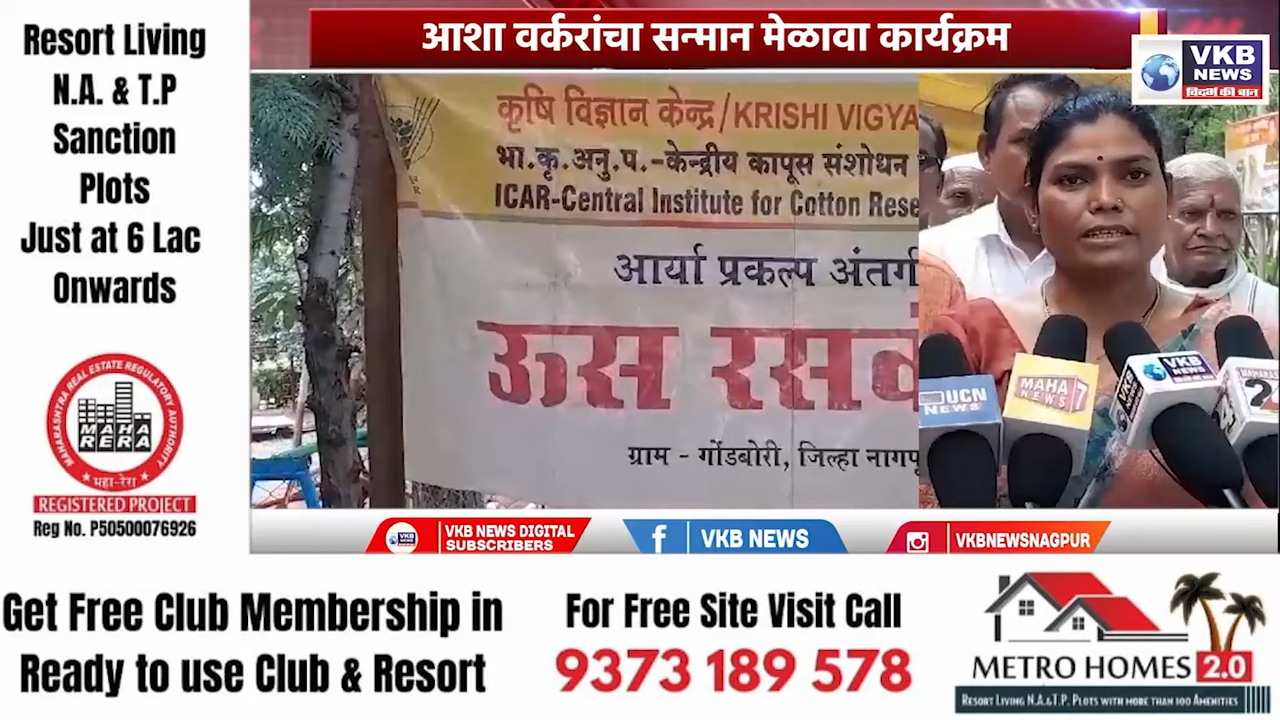 Resort Living
N.A. & T.P
Sanction
Plots
Just at 6 Lac
Onwards
MAHARASHTRA REAL ESTATE REGULATORY AUTHORITY
MAHA
RERA
महा-रेरा
REGISTERED PROJECT
Reg No. P50500076926
आशा वर्करांचा सन्मान मेळावा कार्यक्रम
VKB
NEWS
विदर्भ की बात
कृषि विज्ञान केन्द्र/KRISHI VIGYA
भा.कृ.अनु.प.-केन्द्रीय कापूस संशोधन
ICAR-Central Institute for Cotton Rese
आर्या प्रकल्प अंतर्ग
ऊस रसव
ग्राम - गोंडबोरी, जिल्हा नागपू
UCN
NEWS
MAHA
NEWS 7
VKB
NEWS
VKB NEWS DIGITAL
SUBSCRIBERS
f VKB NEWS
VKBNEWSNAGPUR
Get Free Club Membership in
Ready to use Club & Resort
For Free Site Visit Call
9373 189 578
METRO HOMES 2.0
RESORT LIVING N.A.&T.P. PLOTS WITH MORE THAN 100 AMENITIES